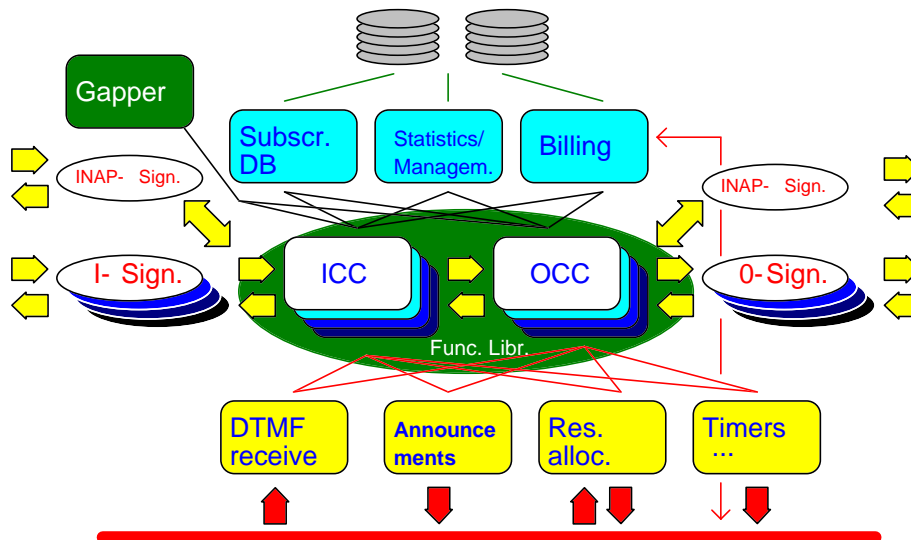 Gapper
Subscr.
DB
Statistics/
Managem.
Billing
INAP- Sign.
INAP- Sign.
I- Sign.
ICC
OCC
0-Sign.
Func. Libr.
DTMF
receive
Announce
ments
Res.
alloc.
Timers
...